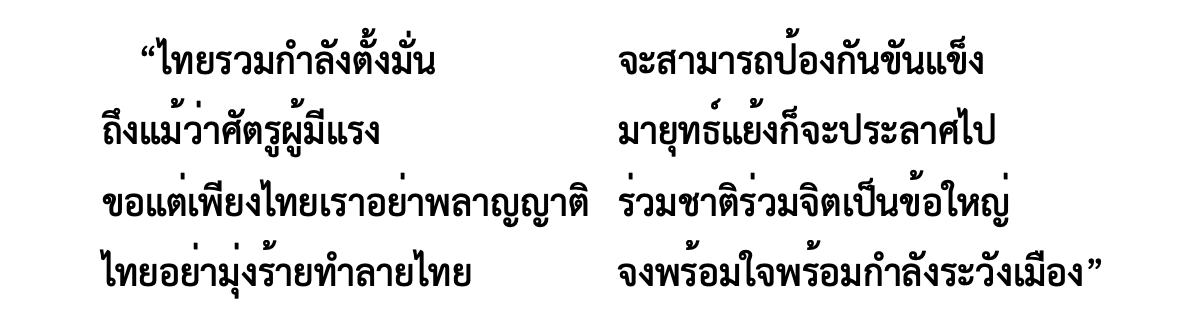 “ไทยรวมกำลังตั้งมั่น จะสามารถป้องกันขันแข็ง
ถึงแม้ว่าศัตรูผู้มีแรง มายุทธ์แย้งก็จะประลาศไป
ขอแต่เพียงไทยเราอย่าพลาญญาติ ร่วมชาติร่วมจิตเป็นข้อใหญ่
ไทยอย่ามุ่งร้ายทำลายไทย จงพร้อมใจพร้อมกำลังระวังเมือง”